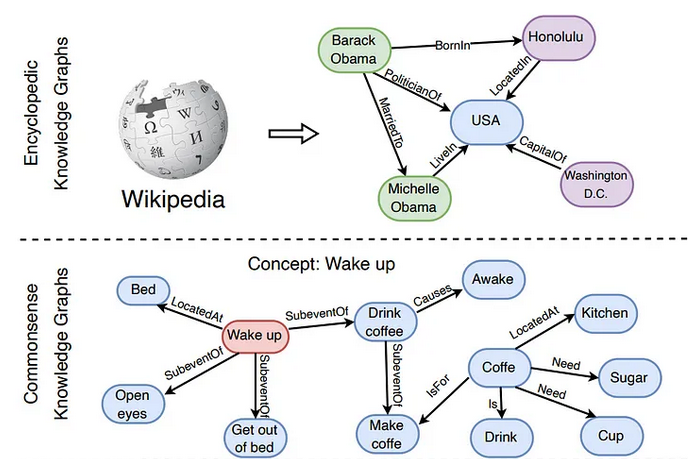 Encyclopedic
Knowledge Graphs
Ω
W
И
維
Wikipedia
Barack
Obama
BornIn
Honolulu
PoliticianOf
LocatedIn
MarriedTo
USA
LiveIn
CapitalOf
Michelle
Obama
Washington
D.C.
Commonsense
Knowledge Graphs
Concept: Wake up
Bed
LocatedAt
Wake up
SubeventOf
Drink
coffee
Causes
Awake
SubeventOf
Open
eyes
SubeventOf
Get out
of bed
SubeventOf
Make
coffe
IsFor
Coffe
LocatedAt
Kitchen
Need
Sugar
Need
Cup
Is
Drink